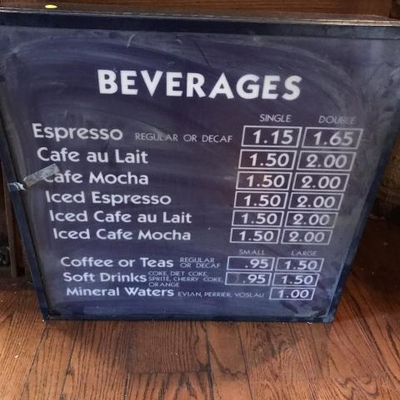 BEVERAGES
SINGLE DOUBLE
Espresso REGULAR OR DECAF 1.15 1.65
Cafe au Lait 1.50 2.00
Cafe Mocha 1.50 2.00
Iced Espresso 1.50 2.00
Iced Cafe au Lait 1.50 2.00
Iced Cafe Mocha 1.50 2.00
SMALL LARGE
Coffee or Teas REGULAR OR DECAF .95 1.50
Soft Drinks COKE, DIET COKE, SPRITE, CHERRY COKE, ORANGE .95 1.50
Mineral Waters EVIAN, PERRIER, VOSLAU 1.00